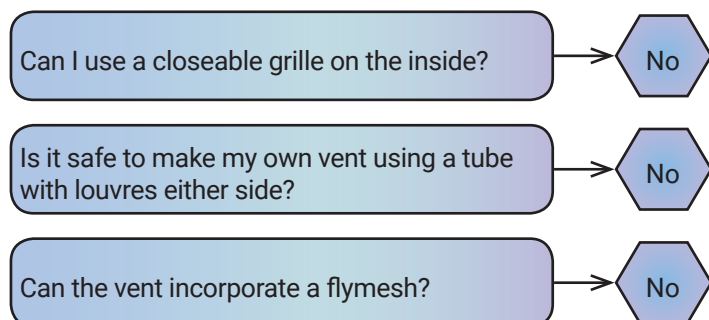 Can I use a closeable grille on the inside?
No
Is it safe to make my own vent using a tube
with louvres either side?
No
Can the vent incorporate a flymesh?
No